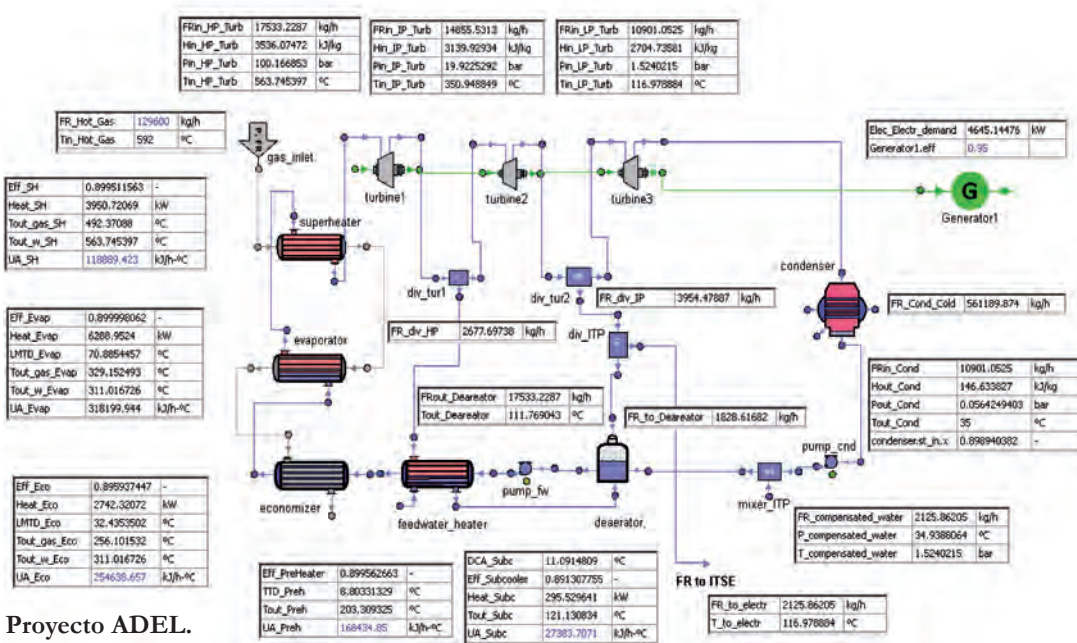 FRin_HP_Turb 17533.2287 kg/h
Hin_HP_Turb 3536.07472 kJ/kg
Pin_HP_Turb 100.166853 bar
Tin_HP_Turb 563.745397 ºC
FRin_IP_Turb 14855.5313 kg/h
Hin_IP_Turb 3139.92934 kJ/kg
Pin_IP_Turb 19.9225292 bar
Tin_IP_Turb 350.948849 ºC
FRin_LP_Turb 10901.0525 kg/h
Hin_LP_Turb 2704.73581 kJ/kg
Pin_LP_Turb 1.5240215 bar
Tin_LP_Turb 116.978884 ºC
FR_Hot_Gas 129600 kg/h
Tin_Hot_Gas 592 ºC
P, FR
gas_inlet
Elec_Electr_demand 4645.14476 kW
Generator1.eff 0.95
turbine1
turbine2
turbine3
G
Generator1
Eff_SH 0.899511563 -
Heat_SH 3950.72069 kW
Tout_gas_SH 492.37088 ºC
Tout_w_SH 563.745397 ºC
UA_SH 118889.423 kJ/h-ºC
superheater
div_tur1
div_tur2
condenser
FR_div_IP 3954.47887 kg/h
FR_Cond_Cold 561189.874 kg/h
FR_div_HP 2677.69738 kg/h
div_ITP
Eff_Evap 0.899998062 -
Heat_Evap 6288.9524 kW
LMTD_Evap 70.8854457 ºC
Tout_gas_Evap 329.152493 ºC
Tout_w_Evap 311.016726 ºC
UA_Evap 318199.944 kJ/h-ºC
evaporator
FRout_Deareator 17533.2287 kg/h
Tout_Deareator 111.769043 ºC
FR_to_Deareator 1828.61682 kg/h
FRin_Cond 10901.0525 kg/h
Hout_Cond 146.633827 kJ/kg
Pout_Cond 0.0564249403 bar
Tout_Cond 35 ºC
condenser.st_in.x 0.898940382 -
pump_cnd
mixer_ITP
deaerator
pump_fw
feedwater_heater
economizer
Eff_Eco 0.895937447 -
Heat_Eco 2742.32072 kW
LMTD_Eco 32.4353502 ºC
Tout_gas_Eco 256.101532 ºC
Tout_w_Eco 311.016726 ºC
UA_Eco 254638.657 kJ/h-ºC
FR_compensated_water 2125.86205 kg/h
P_compensated_water 34.9388064 ºC
T_compensated_water 1.5240215 bar
Eff_PreHeater 0.899562663 -
TTD_Preh 8.80331329 ºC
Tout_Preh 203.309325 ºC
UA_Preh 168434.85 kJ/h-ºC
DCA_Subc 11.0914809 ºC
Eff_Subcooler 0.891307755 -
Heat_Subc 295.529641 kW
Tout_Subc 121.130834 ºC
UA_Subc 27383.7071 kJ/h-ºC
FR to ITSE
FR_to_electr 2125.86205 kg/h
T_to_electr 116.978884 ºC
Proyecto ADEL.